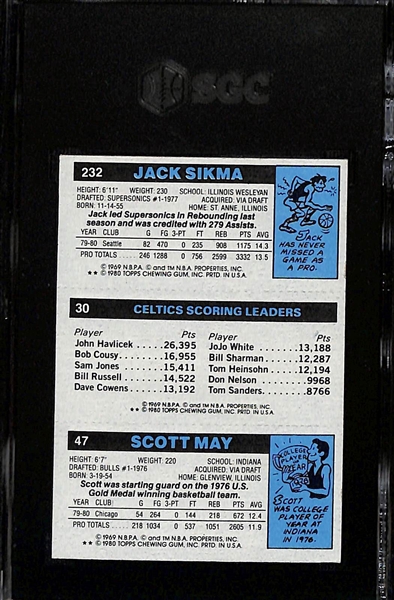 SGC
232 JACK SIKMA
HEIGHT: 6'11" WEIGHT: 230 SCHOOL: ILLINOIS WESLEYAN
DRAFTED: SUPERSONICS #1-1977 ACQUIRED: VIA DRAFT
BORN: 11-14-55 HOME: ST. ANNE, ILLINOIS
Jack led Supersonics in Rebounding last
season and was credited with 279 Assists.
YEAR CLUB G FG 3-PT FT REB PTS AVG
79-80 Seattle 82 470 0 235 908 1175 14.3
PRO TOTALS 246 1288 0 756 2599 3332 13.5
© 1969 N.B.P.A. © and TM N.B.A. PROPERTIES, INC.
★★ © 1980 TOPPS CHEWING GUM, INC. PRTD. IN U.S.A.
JACK
HAS NEVER
MISSED A
GAME AS
A PRO.
30 CELTICS SCORING LEADERS
Player Pts Player Pts
John Havlicek 26,395 JoJo White 13,188
Bob Cousy 16,955 Bill Sharman 12,287
Sam Jones 15,411 Tom Heinsohn 12,194
Bill Russell 14,522 Don Nelson 9968
Dave Cowens 13,192 Tom Sanders 8766
© 1969 N.B.P.A. © and TM N.B.A. PROPERTIES, INC.
★★ © 1980 TOPPS CHEWING GUM, INC. PRTD. IN U.S.A.
47 SCOTT MAY
HEIGHT: 6'7" WEIGHT: 220 SCHOOL: INDIANA
DRAFTED: BULLS #1-1976 ACQUIRED: VIA DRAFT
BORN: 3-19-54 HOME: GLENVIEW, ILLINOIS
Scott was starting guard on the 1976 U.S.
Gold Medal winning basketball team.
YEAR CLUB G FG 3-PT FT REB PTS AVG
79-80 Chicago 54 264 0 144 218 672 12.4
PRO TOTALS 218 1034 0 537 1051 2605 11.9
© 1969 N.B.P.A. © and TM N.B.A. PROPERTIES, INC.
★★ © 1980 TOPPS CHEWING GUM, INC. PRTD. IN U.S.A.
COLLEGE
PLAYER
YEAR
1976
SCOTT
WAS COLLEGE
PLAYER OF
YEAR AT
INDIANA
IN 1976.